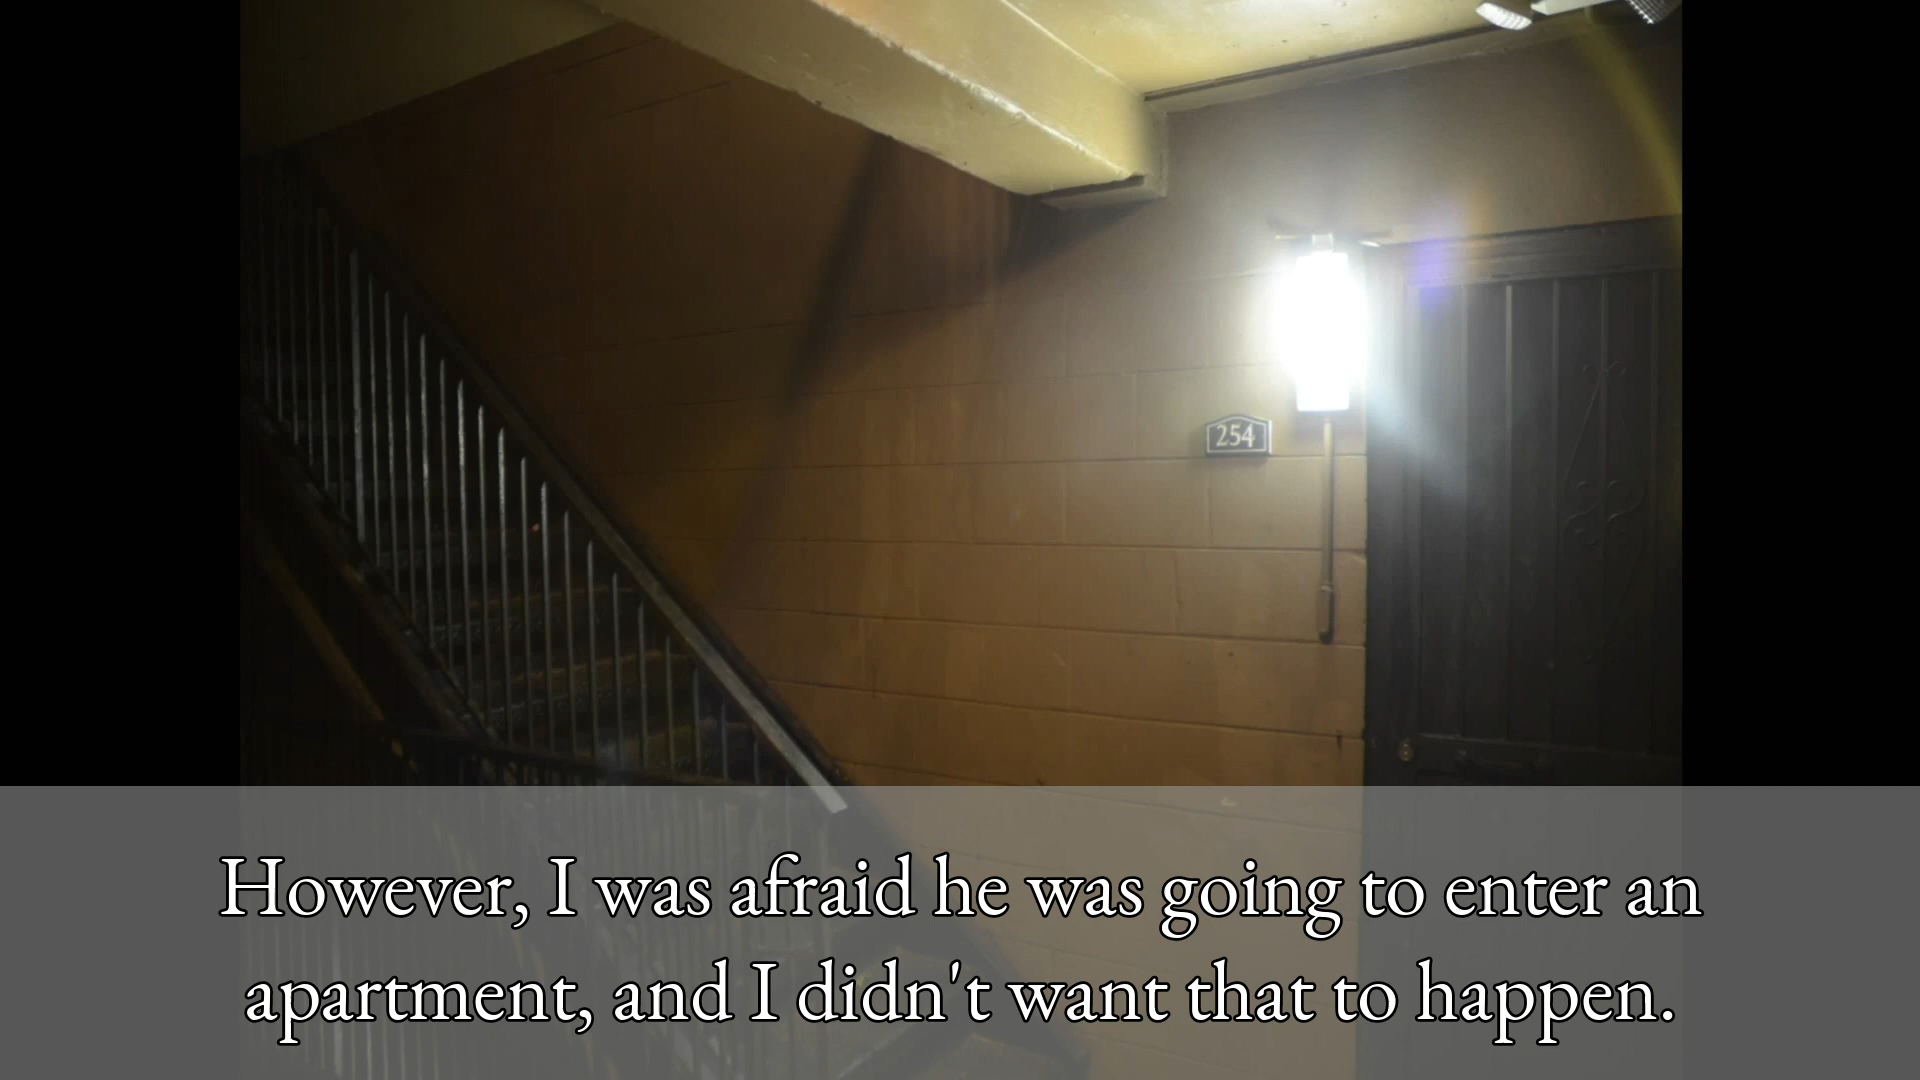 254
However, I was afraid he was going to enter an
apartment, and I didn't want that to happen.